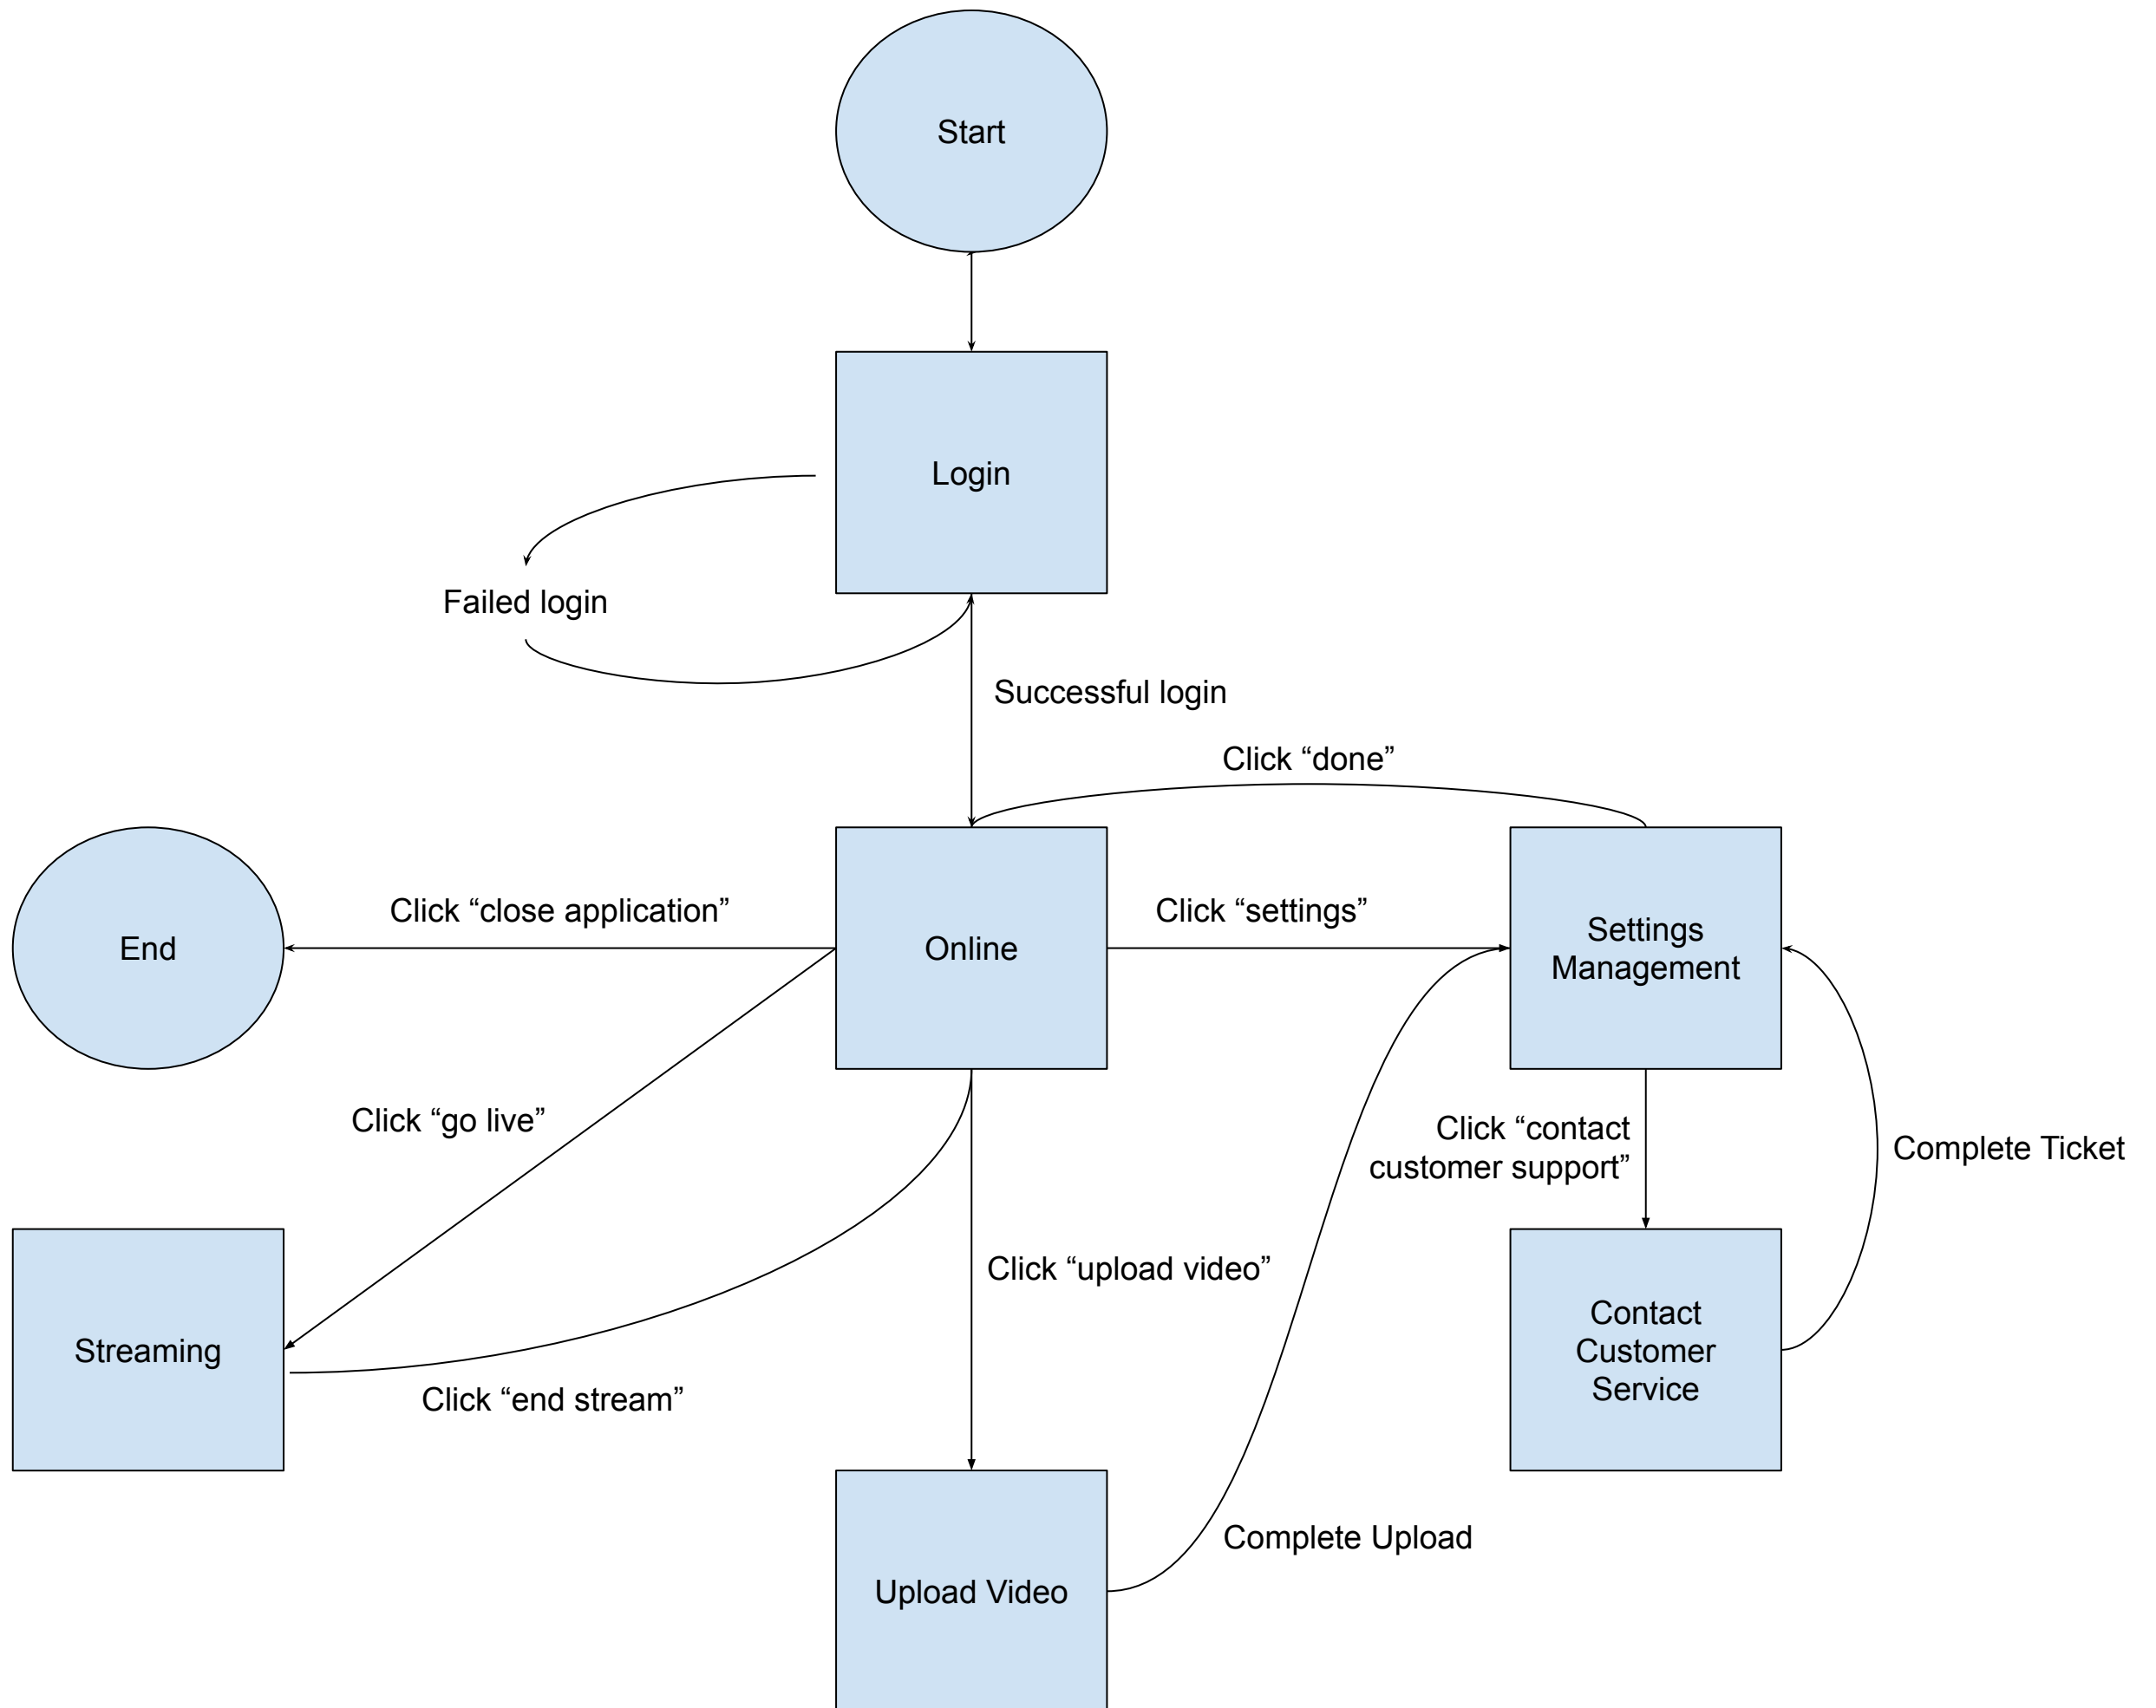 Start
Login
Failed login
Successful login
Click “done”
End
Click “close application”
Online
Click “settings”
Settings
Management
Click “go live”
Click “contact
customer support”
Complete Ticket
Streaming
Click “end stream”
Click “upload video”
Contact
Customer
Service
Complete Upload
Upload Video